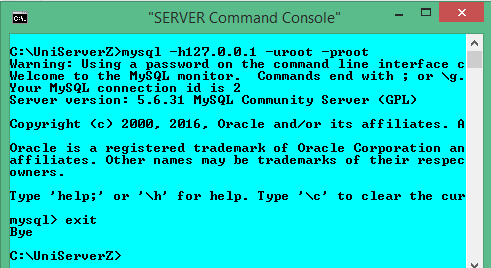 "SERVER Command Console"
C:\UniServerZ>mysql -h127.0.0.1 -uroot -proot
Warning: Using a password on the command line interface c
Welcome to the MySQL monitor.  Commands end with ; or \g.
Your MySQL connection id is 2
Server version: 5.6.31 MySQL Community Server (GPL)
Copyright (c) 2000, 2016, Oracle and/or its affiliates. A
Oracle is a registered trademark of Oracle Corporation an
affiliates. Other names may be trademarks of their respec
owners.
Type 'help;' or '\h' for help. Type '\c' to clear the cur
mysql> exit
Bye
C:\UniServerZ>